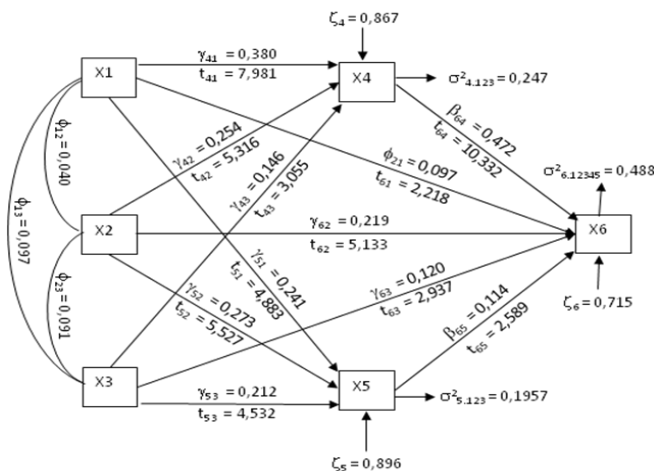 ζ₄ = 0,867
X1
γ₄₁ = 0,380
t₄₁ = 7,981
X4
σ²₄.₁₂₃ = 0,247
ϕ₁₂ = 0,040
ϕ₁₃ = 0,097
γ₄₂ = 0,254
t₄₂ = 5,316
γ₄₃ = 0,146
t₄₃ = 3,055
β₆₄ = 0,472
t₆₄ = 10,332
ϕ₂₁ = 0,097
t₆₁ = 2,218
σ²₆.₁₂₃₄₅ = 0,488
X2
γ₆₂ = 0,219
t₆₂ = 5,133
X6
γ₅₁ = 0,241
t₅₁ = 4,883
ϕ₂₃ = 0,091
γ₅₂ = 0,273
t₅₂ = 5,527
γ₆₃ = 0,120
t₆₃ = 2,937
β₆₅ = 0,114
t₆₅ = 2,589
ζ₆ = 0,715
X3
γ₅₃ = 0,212
t₅₃ = 4,532
X5
σ²₅.₁₂₃ = 0,1957
ζ₅ = 0,896